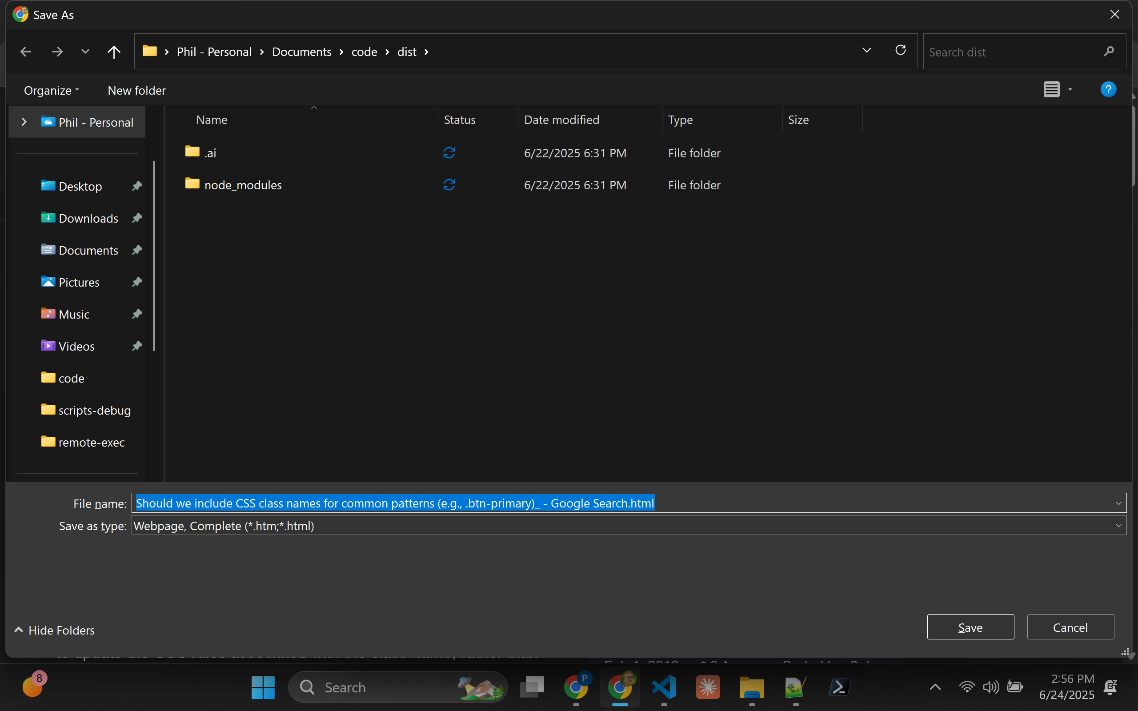 Save As
Phil - Personal > Documents > code > dist >
Search dist
Organize
New folder
?
Phil - Personal
Name Status Date modified Type Size
.ai 6/22/2025 6:31 PM File folder
node_modules 6/22/2025 6:31 PM File folder
Desktop
Downloads
Documents
Pictures
Music
Videos
code
scripts-debug
remote-exec
File name: Should we include CSS class names for common patterns (e.g., .btn-primary)_ - Google Search.html
Save as type: Webpage, Complete (*.htm;*.html)
Hide Folders
Save
Cancel
8
Search
P
2:56 PM
6/24/2025